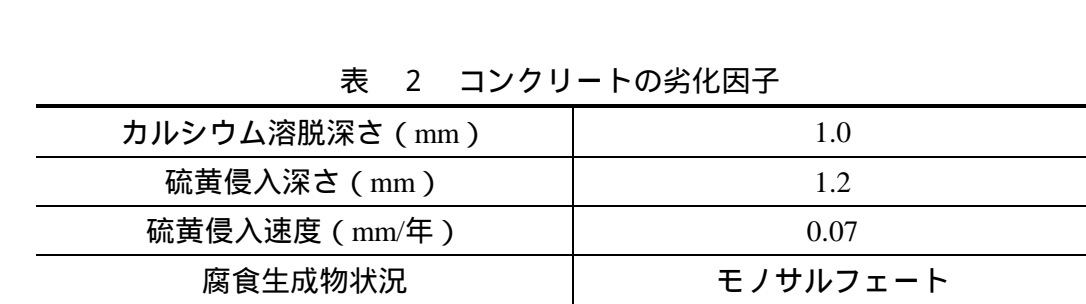 表 2 コンクリートの劣化因子
カルシウム溶脱深さ(mm) 1.0
硫黄侵入深さ(mm) 1.2
硫黄侵入速度(mm/年) 0.07
腐食生成物状況 モノサルフェート